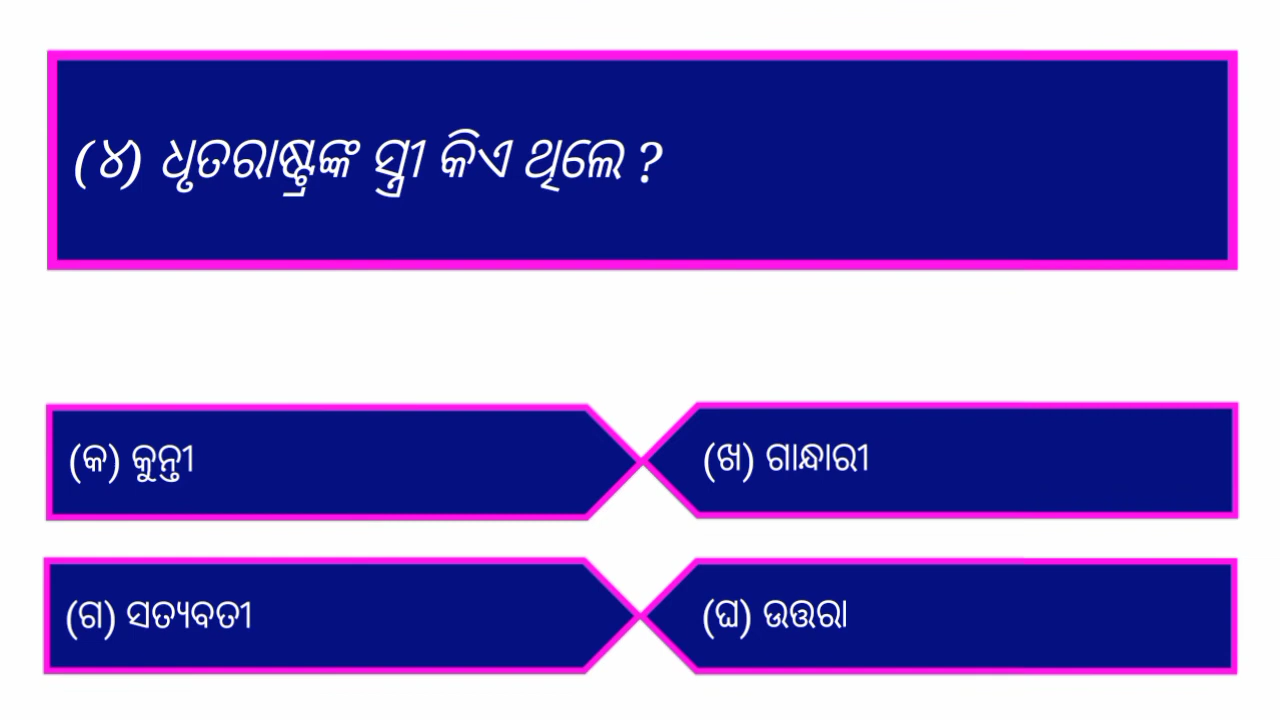 (୪) ଧୃତରାଷ୍ଟ୍ରଙ୍କ ସ୍ତ୍ରୀ କିଏ ଥିଲେ ?
(କ) କୁନ୍ତୀ
(ଖ) ଗାନ୍ଧାରୀ
(ଗ) ସତ୍ୟବତୀ
(ଘ) ଉତ୍ତରା